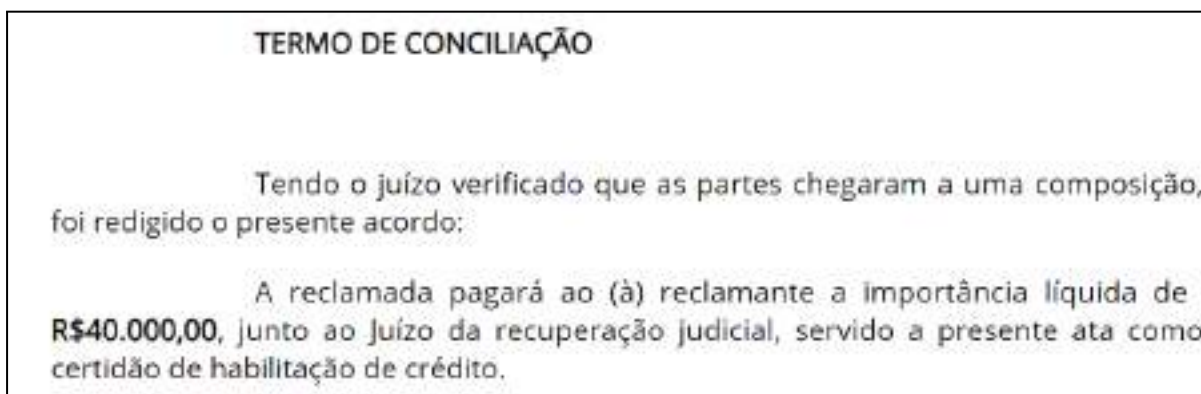 TERMO DE CONCILIAÇÃO
Tendo o juízo verificado que as partes chegaram a uma composição,
foi redigido o presente acordo:
A reclamada pagará ao (à) reclamante a importância líquida de
R$40.000,00, junto ao Juízo da recuperação judicial, servido a presente ata como
certidão de habilitação de crédito.